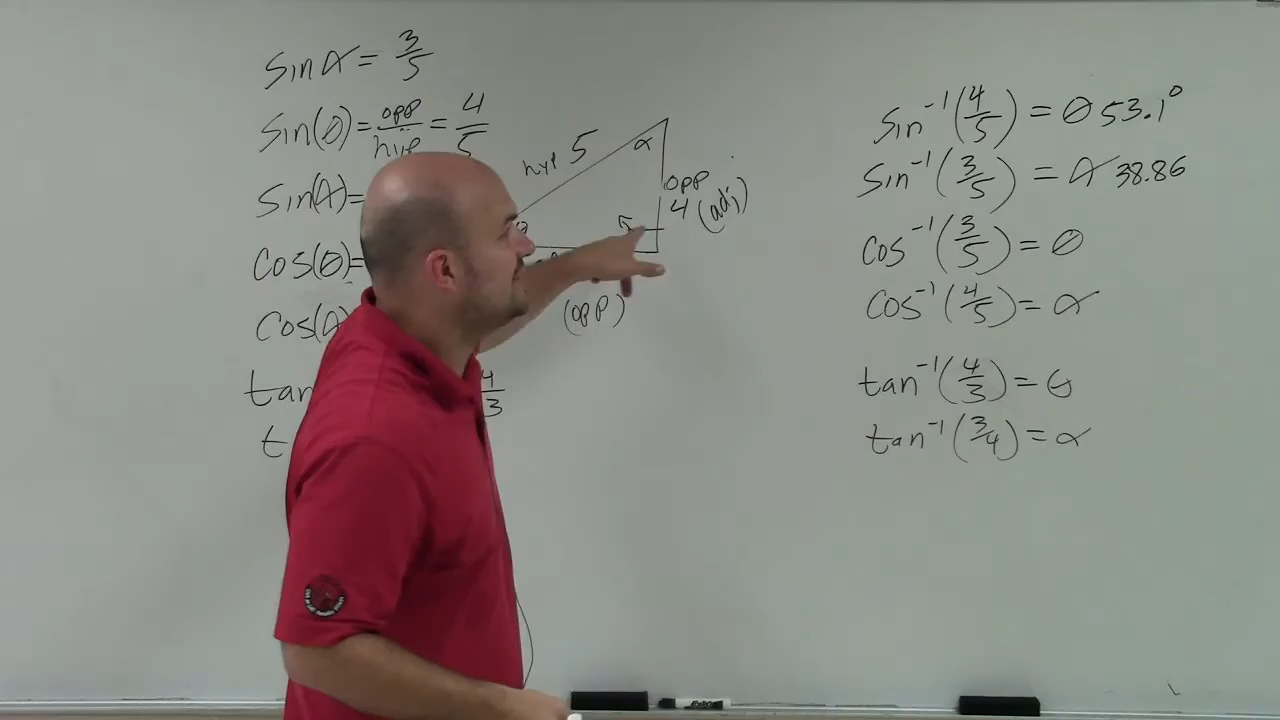 sin α = 3/5
sin(θ) = opp/hyp = 4/5
sin(α) =
cos(θ) =
cos(α)
tan 4/3
t
hyp 5
α
θ
opp
4 (adj)
(opp)
sin⁻¹(4/5) = θ 53.1°
sin⁻¹(3/5) = α 38.86
cos⁻¹(3/5) = θ
cos⁻¹(4/5) = α
tan⁻¹(4/3) = θ
tan⁻¹(3/4) = α
EXPO